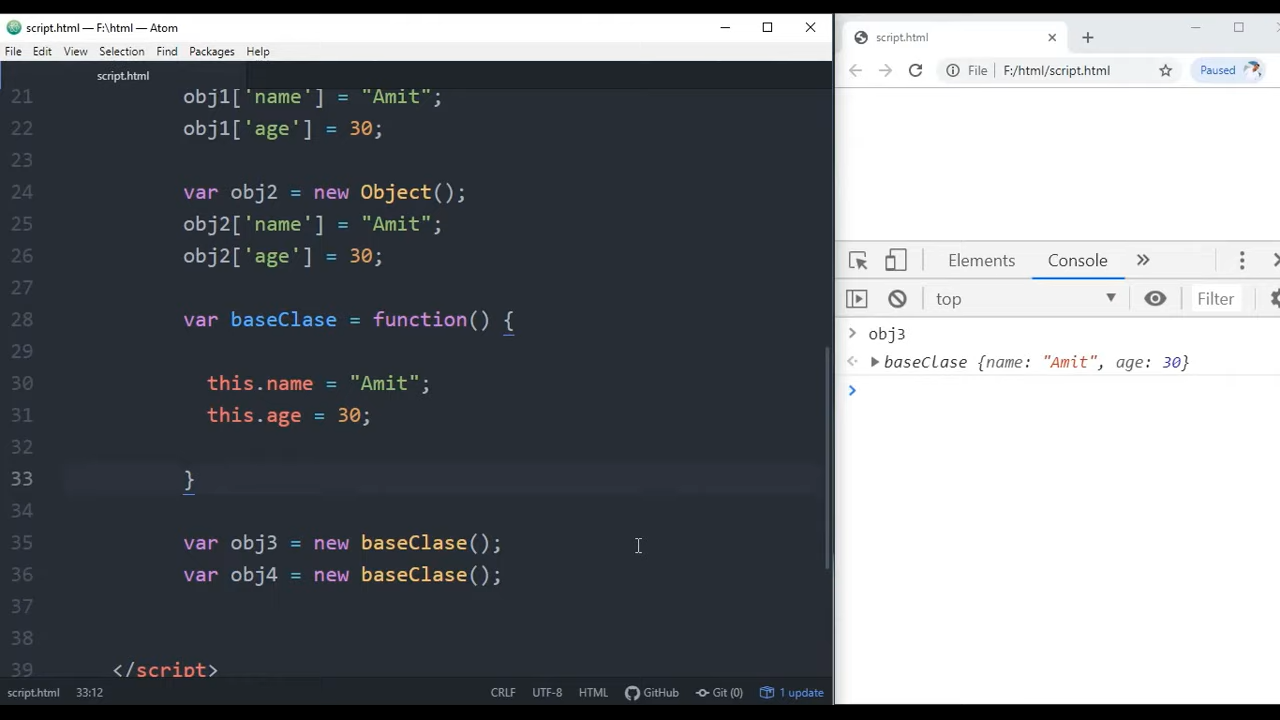 script.html — F:\html — Atom
File Edit View Selection Find Packages Help
script.html
21 obj1['name'] = "Amit";
22 obj1['age'] = 30;
23
24 var obj2 = new Object();
25 obj2['name'] = "Amit";
26 obj2['age'] = 30;
27
28 var baseClase = function() {
29
30 this.name = "Amit";
31 this.age = 30;
32
33 }
34
35 var obj3 = new baseClase();
36 var obj4 = new baseClase();
37
38
39 </script>
script.html 33:12 CRLF UTF-8 HTML GitHub Git (0) 1 update
script.html
File F:/html/script.html Paused
Elements Console
top Filter
obj3
baseClase {name: "Amit", age: 30}